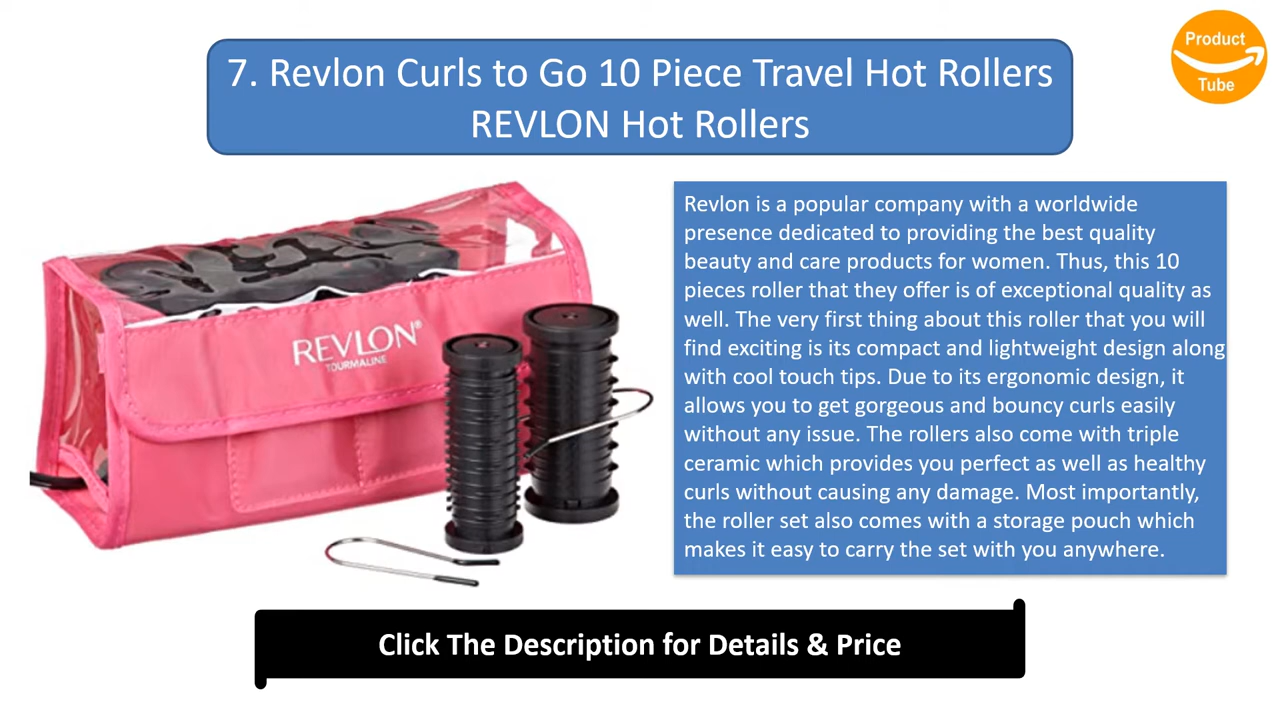 Product
Tube
7. Revlon Curls to Go 10 Piece Travel Hot Rollers
REVLON Hot Rollers
REVLON®
TOURMALINE
Revlon is a popular company with a worldwide
presence dedicated to providing the best quality
beauty and care products for women. Thus, this 10
pieces roller that they offer is of exceptional quality as
well. The very first thing about this roller that you will
find exciting is its compact and lightweight design along
with cool touch tips. Due to its ergonomic design, it
allows you to get gorgeous and bouncy curls easily
without any issue. The rollers also come with triple
ceramic which provides you perfect as well as healthy
curls without causing any damage. Most importantly,
the roller set also comes with a storage pouch which
makes it easy to carry the set with you anywhere.
Click The Description for Details & Price